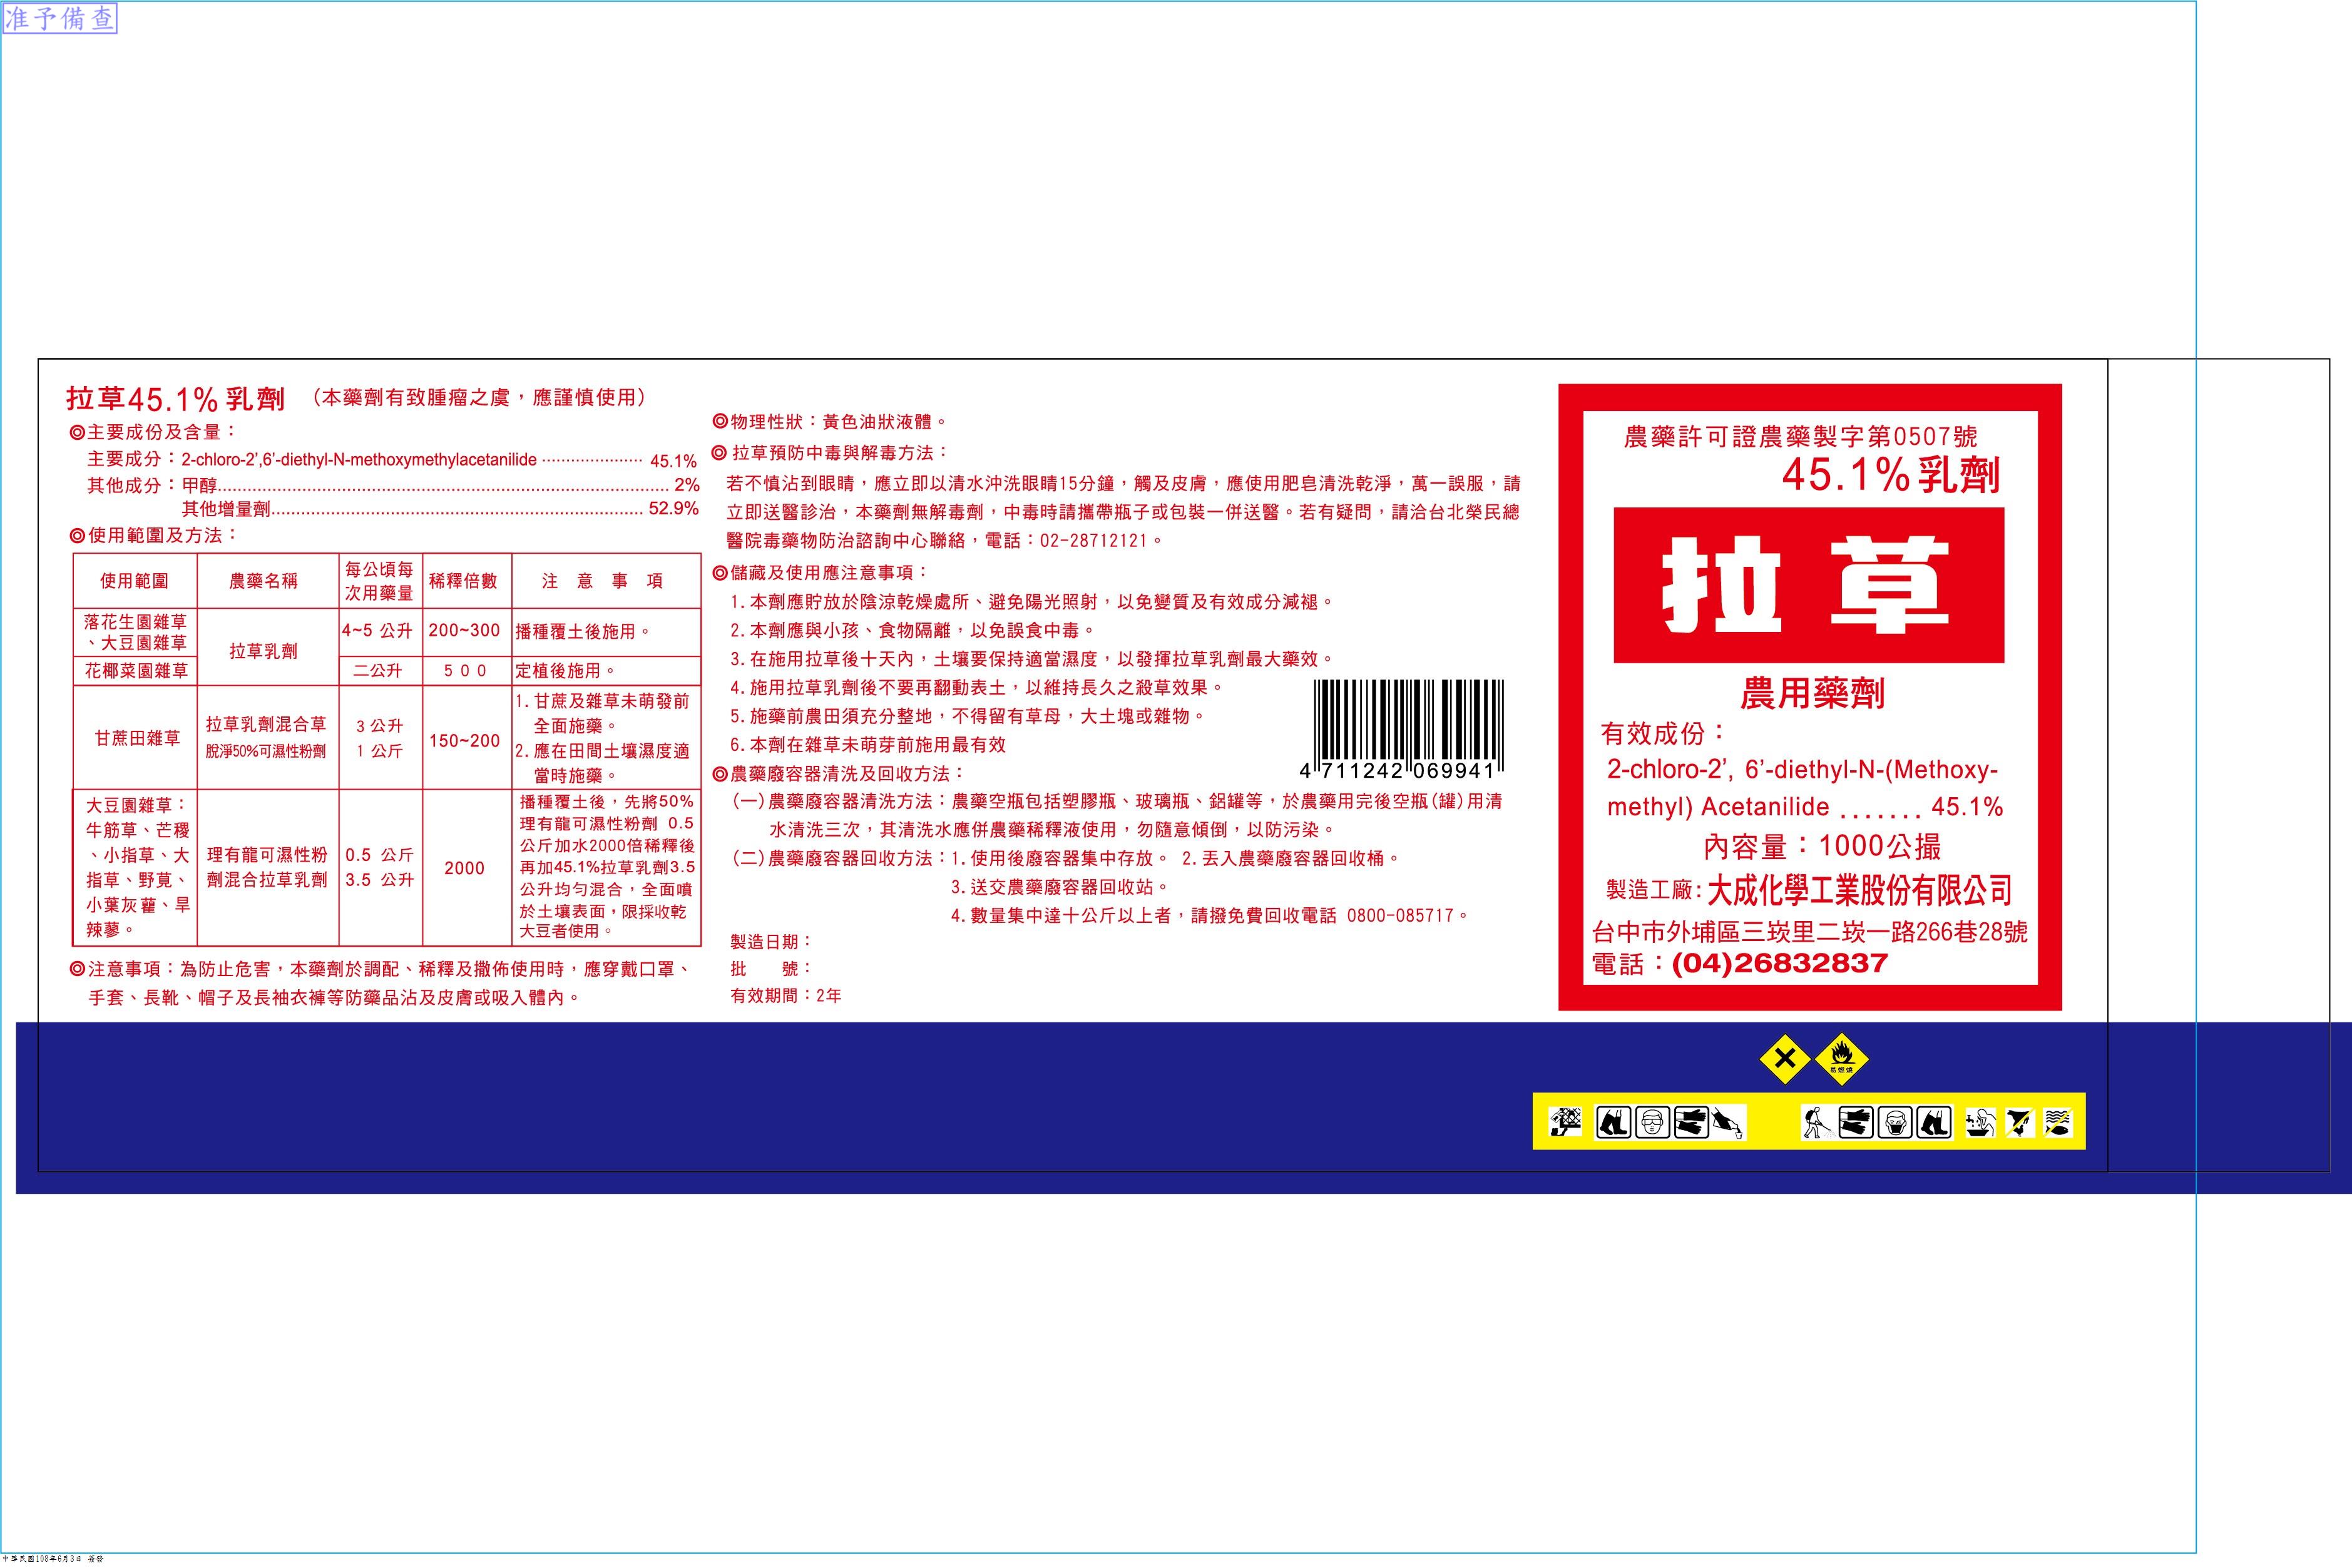 准予備查
拉草45.1%乳劑 （本藥劑有致腫瘤之虞，應謹慎使用）
◎主要成份及含量：
主要成分：2-chloro-2',6'-diethyl-N-methoxymethylacetanilide ···················· 45.1%
其他成分：甲醇........................................................................................... 2%
其他增量劑........................................................................... 52.9%
◎使用範圍及方法：
使用範圍 農藥名稱 每公頃每次用藥量 稀釋倍數 注 意 事 項
落花生園雜草
、大豆園雜草
拉草乳劑
4~5 公升 200~300 播種覆土後施用。
花椰菜園雜草 二公升 5 0 0 定植後施用。
甘蔗田雜草
拉草乳劑混合草
脫淨50%可濕性粉劑
3 公升
1 公斤
150~200
1.甘蔗及雜草未萌發前
全面施藥。
2.應在田間土壤濕度適
當時施藥。
大豆園雜草：
牛筋草、芒稷
、小指草、大
指草、野莧、
小葉灰藋、旱
辣蓼。
理有龍可濕性粉
劑混合拉草乳劑
0.5 公斤
3.5 公升
2000
播種覆土後，先將50%
理有龍可濕性粉劑 0.5
公斤加水2000倍稀釋後
再加45.1%拉草乳劑3.5
公升均勻混合，全面噴
於土壤表面，限採收乾
大豆者使用。
◎注意事項：為防止危害，本藥劑於調配、稀釋及撒佈使用時，應穿戴口罩、
手套、長靴、帽子及長袖衣褲等防藥品沾及皮膚或吸入體內。
◎物理性狀：黃色油狀液體。
◎拉草預防中毒與解毒方法：
若不慎沾到眼睛，應立即以清水沖洗眼睛15分鐘，觸及皮膚，應使用肥皂清洗乾淨，萬一誤服，請
立即送醫診治，本藥劑無解毒劑，中毒時請攜帶瓶子或包裝一併送醫。若有疑問，請洽台北榮民總
醫院毒藥物防治諮詢中心聯絡，電話：02-28712121。
◎儲藏及使用應注意事項：
1.本劑應貯放於陰涼乾燥處所、避免陽光照射，以免變質及有效成分減褪。
2.本劑應與小孩、食物隔離，以免誤食中毒。
3.在施用拉草後十天內，土壤要保持適當濕度，以發揮拉草乳劑最大藥效。
4.施用拉草乳劑後不要再翻動表土，以維持長久之殺草效果。
5.施藥前農田須充分整地，不得留有草母，大土塊或雜物。
6.本劑在雜草未萌芽前施用最有效
4 711242 069941
◎農藥廢容器清洗及回收方法：
(一)農藥廢容器清洗方法：農藥空瓶包括塑膠瓶、玻璃瓶、鋁罐等，於農藥用完後空瓶(罐)用清
水清洗三次，其清洗水應併農藥稀釋液使用，勿隨意傾倒，以防污染。
(二)農藥廢容器回收方法：1.使用後廢容器集中存放。 2.丟入農藥廢容器回收桶。
3.送交農藥廢容器回收站。
4.數量集中達十公斤以上者，請撥免費回收電話 0800-085717。
製造日期：
批　　號：
有效期間：2年
農藥許可證農藥製字第0507號
45.1%乳劑
拉 草
農用藥劑
有效成份：
2-chloro-2', 6'-diethyl-N-(Methoxy-
methyl) Acetanilide ....... 45.1%
內容量：1000公撮
製造工廠：大成化學工業股份有限公司
台中市外埔區三崁里二崁一路266巷28號
電話：(04)26832837
易燃燒
中華民國108年6月3日 簽發